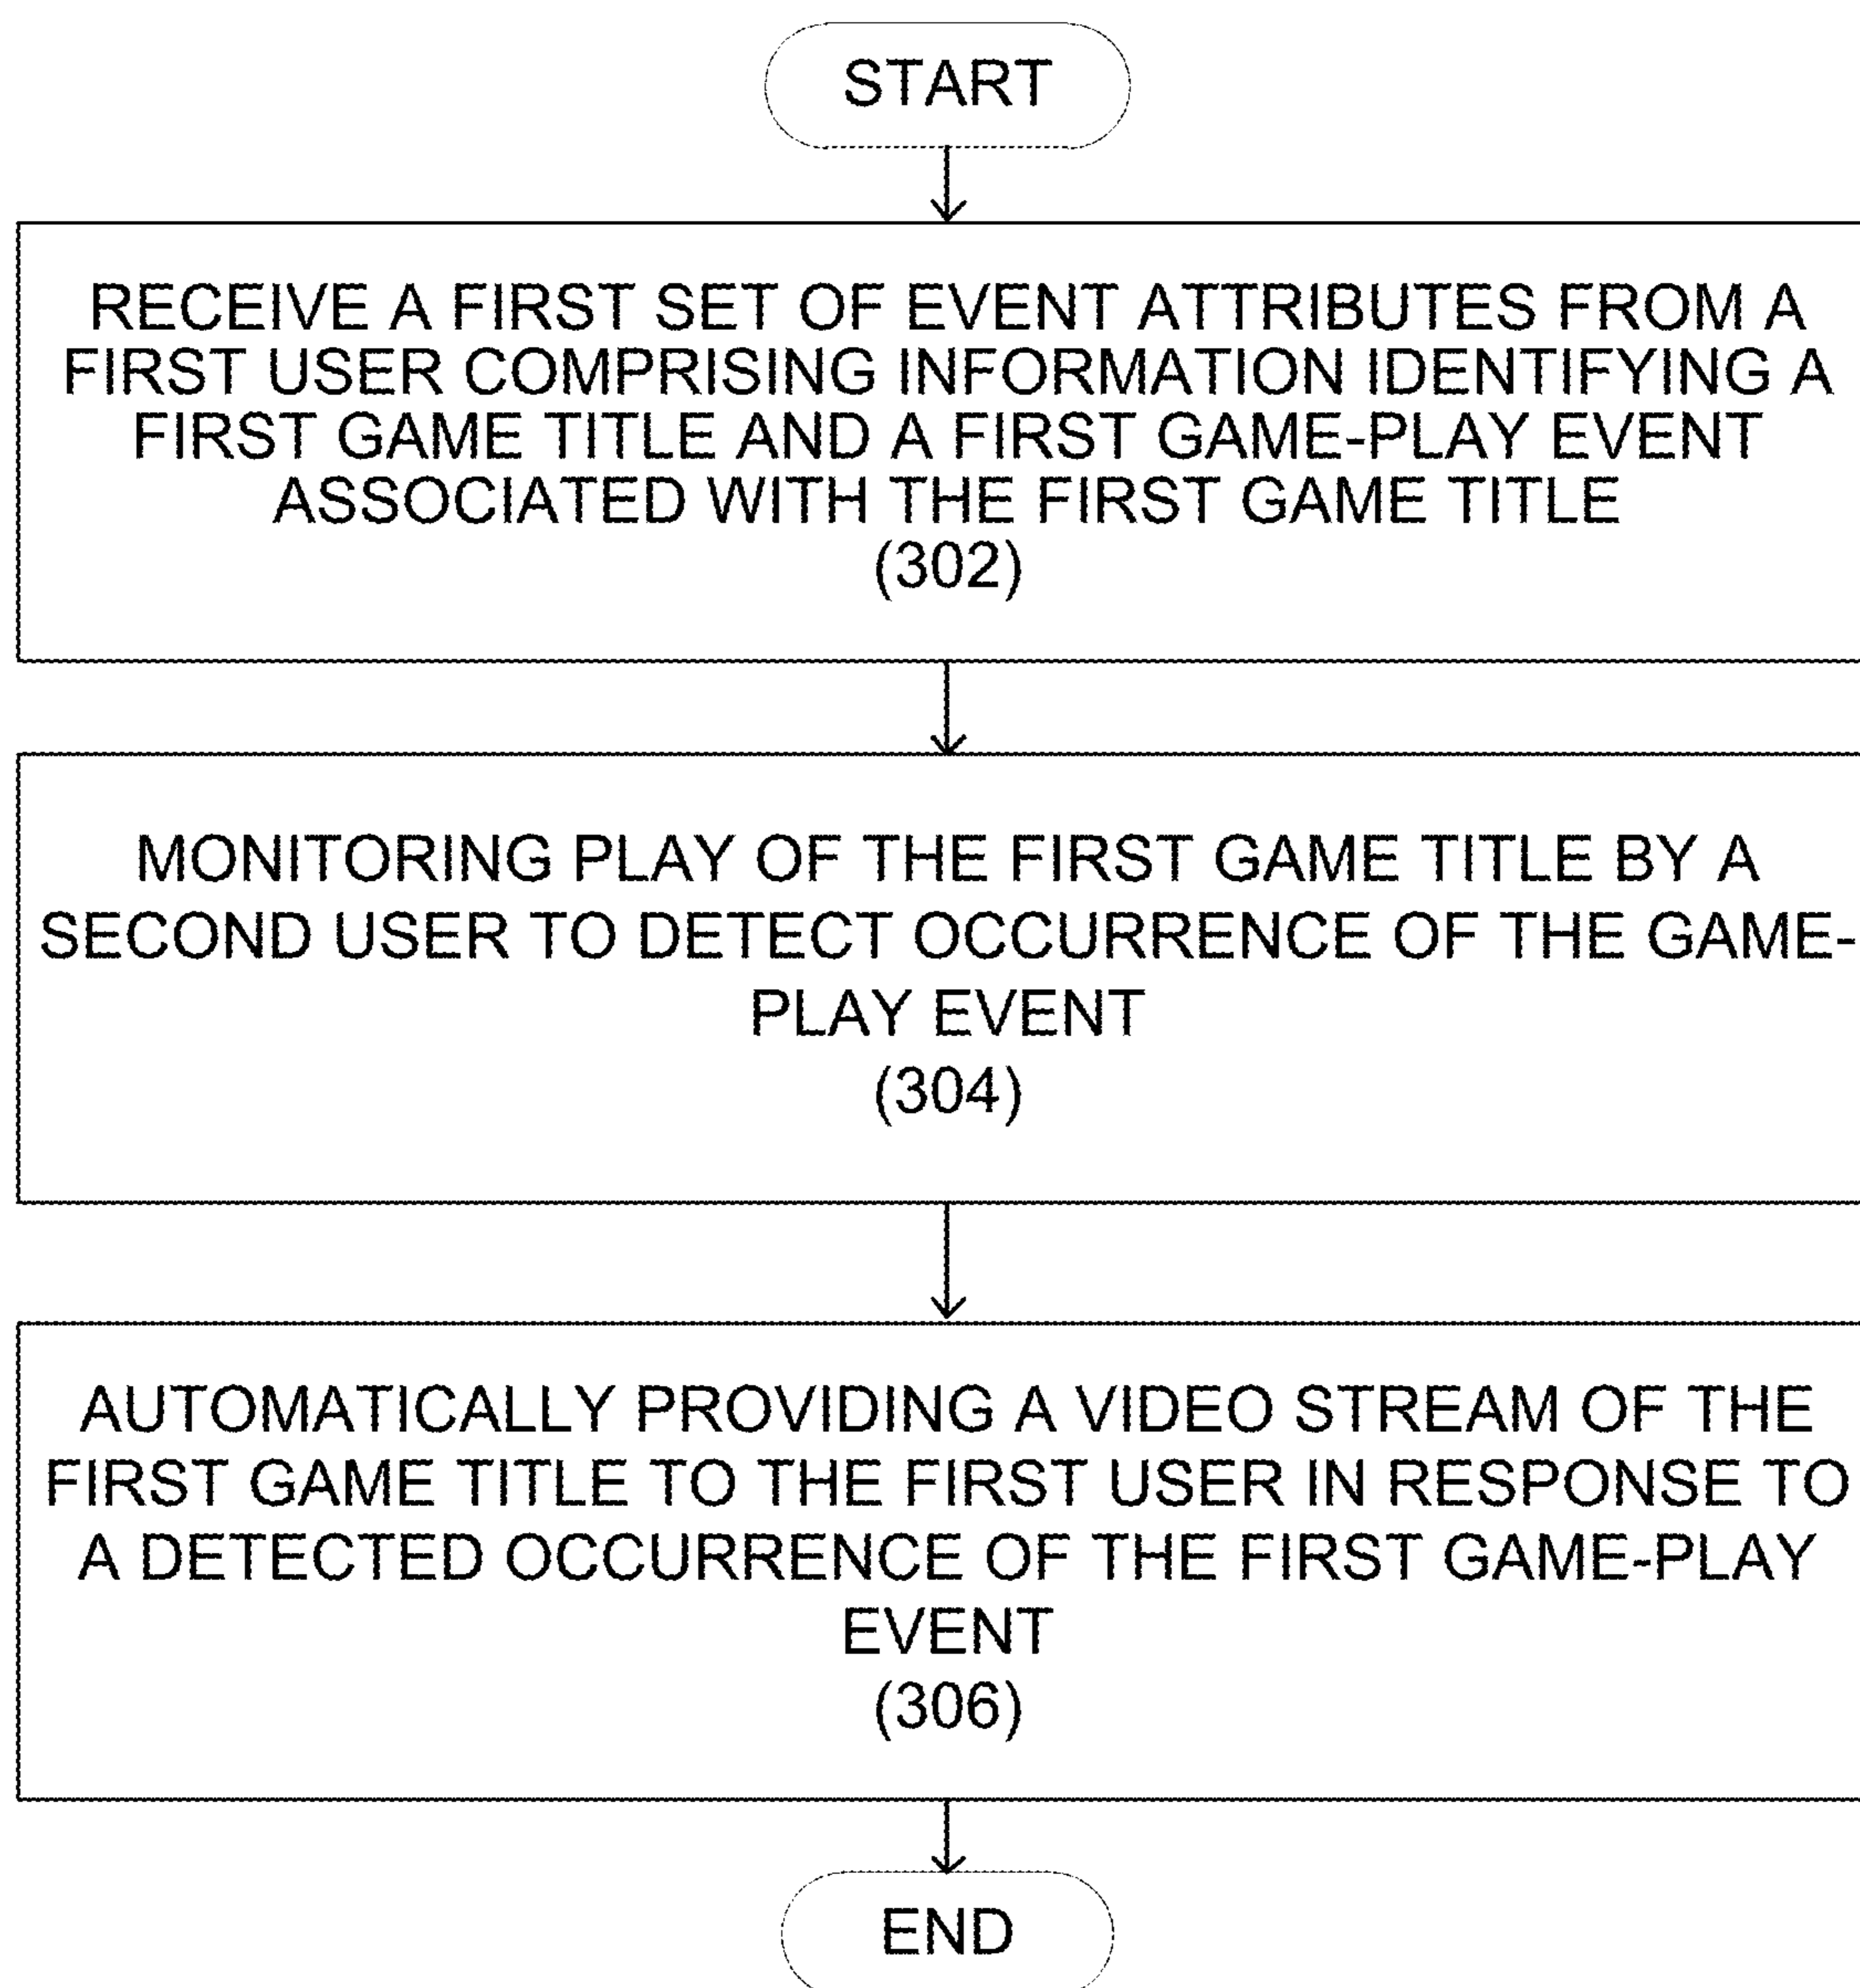 START
RECEIVE A FIRST SET OF EVENT ATTRIBUTES FROM A
FIRST USER COMPRISING INFORMATION IDENTIFYING A
FIRST GAME TITLE AND A FIRST GAME-PLAY EVENT
ASSOCIATED WITH THE FIRST GAME TITLE
(302)
MONITORING PLAY OF THE FIRST GAME TITLE BY A
SECOND USER TO DETECT OCCURRENCE OF THE GAME-
PLAY EVENT
(304)
AUTOMATICALLY PROVIDING A VIDEO STREAM OF THE
FIRST GAME TITLE TO THE FIRST USER IN RESPONSE TO
A DETECTED OCCURRENCE OF THE FIRST GAME-PLAY
EVENT
(306)
END